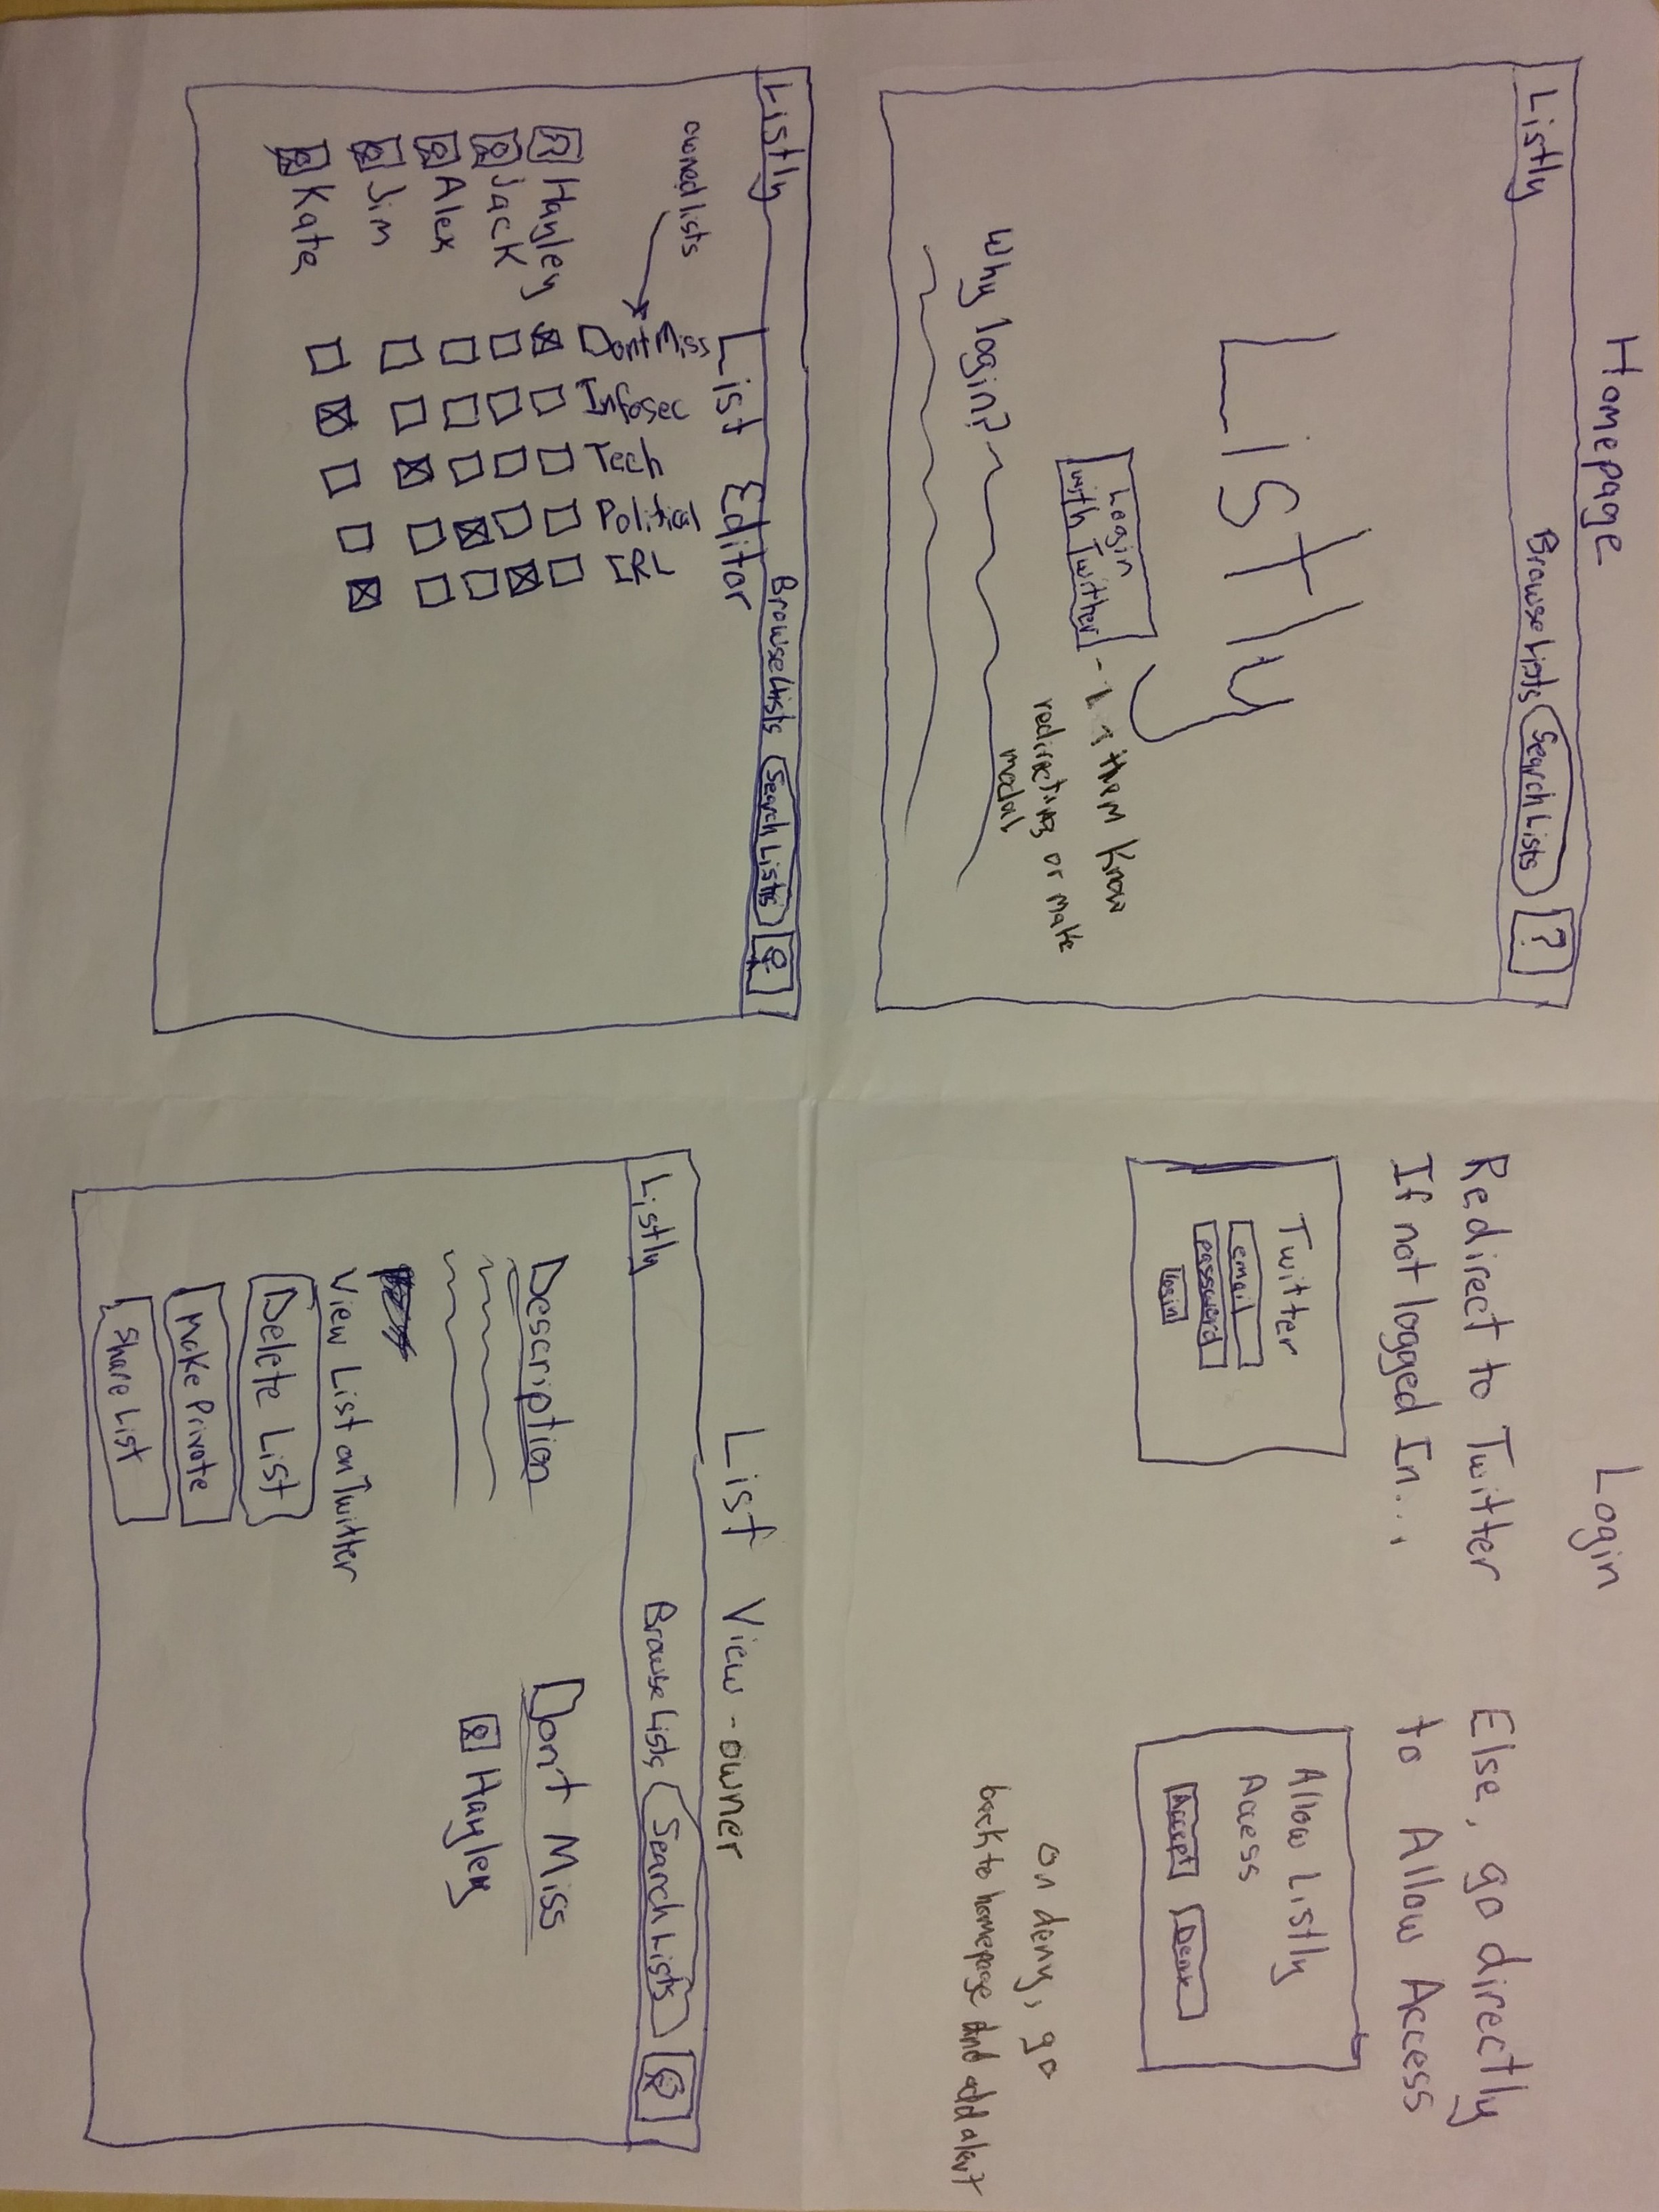 Homepage
Listly
Browse Lists
Search Lists
?
Listly
Login
with Twitter
them know
redirecting or make
modal
Why login?
Login
Redirect to Twitter
If not logged In...
Else, go directly
to Allow Access
Twitter
email
password
login
Allow Listly
Access
Accept
Deny
on deny, go
back to homepage and add alert
Listly
Browse Lists
Search Lists
List Editor
owned lists
Dont Miss
Infosec
Tech
Political
IRL
Hayley
Jack
Alex
Jim
Kate
List View - owner
Listly
Browse Lists
Search Lists
Description
Don't Miss
Hayley
View List on Twitter
Delete List
Make Private
Share List